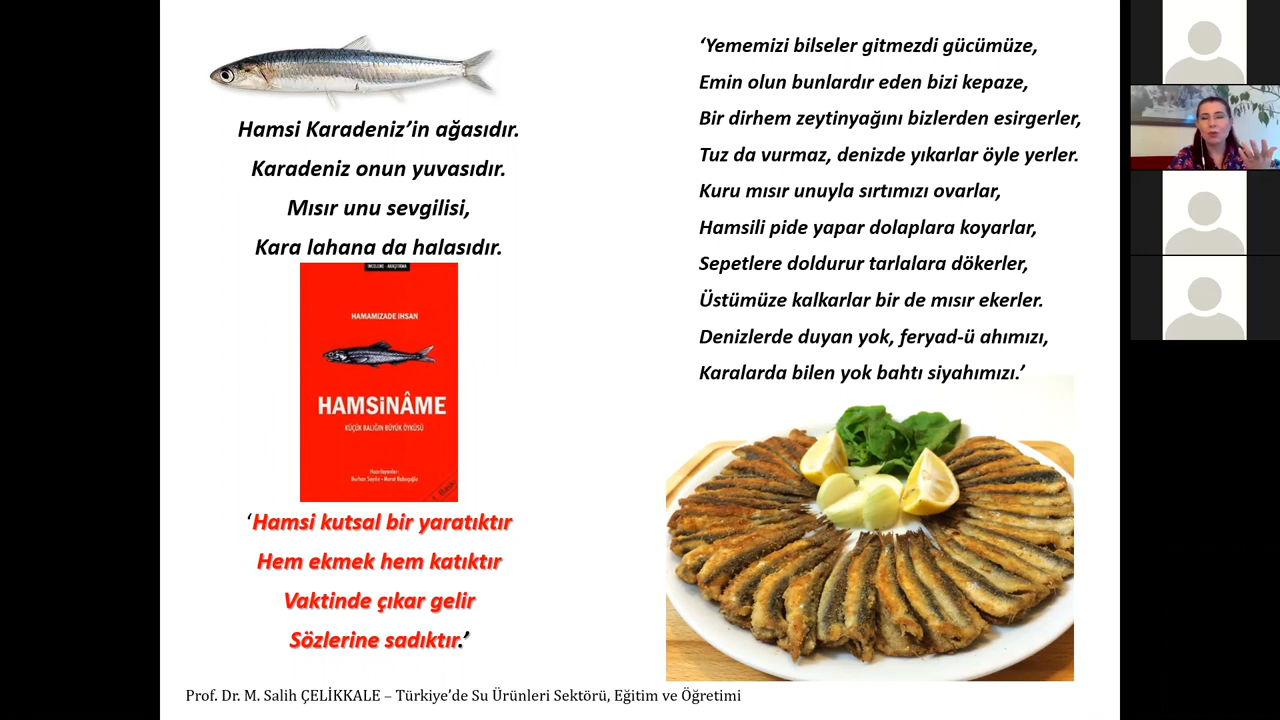 Hamsi Karadeniz’in ağasıdır.
Karadeniz onun yuvasıdır.
Mısır unu sevgilisi,
Kara lahana da halasıdır.
İNCELEME - ARAŞTIRMA
HAMAMIZADE IHSAN
HAMSiNÂME
KÜÇÜK BALIĞIN BÜYÜK ÖYKÜSÜ
Hazırlayanlar:
‘Hamsi kutsal bir yaratıktır
Hem ekmek hem katıktır
Vaktinde çıkar gelir
Sözlerine sadıktır.’
‘Yememizi bilseler gitmezdi gücümüze,
Emin olun bunlardır eden bizi kepaze,
Bir dirhem zeytinyağını bizlerden esirgerler,
Tuz da vurmaz, denizde yıkarlar öyle yerler.
Kuru mısır unuyla sırtımızı ovarlar,
Hamsili pide yapar dolaplara koyarlar,
Sepetlere doldurur tarlalara dökerler,
Üstümüze kalkarlar bir de mısır ekerler.
Denizlerde duyan yok, feryad-ü ahımızı,
Karalarda bilen yok bahtı siyahımızı.’
Prof. Dr. M. Salih ÇELİKKALE – Türkiye’de Su Ürünleri Sektörü, Eğitim ve Öğretimi